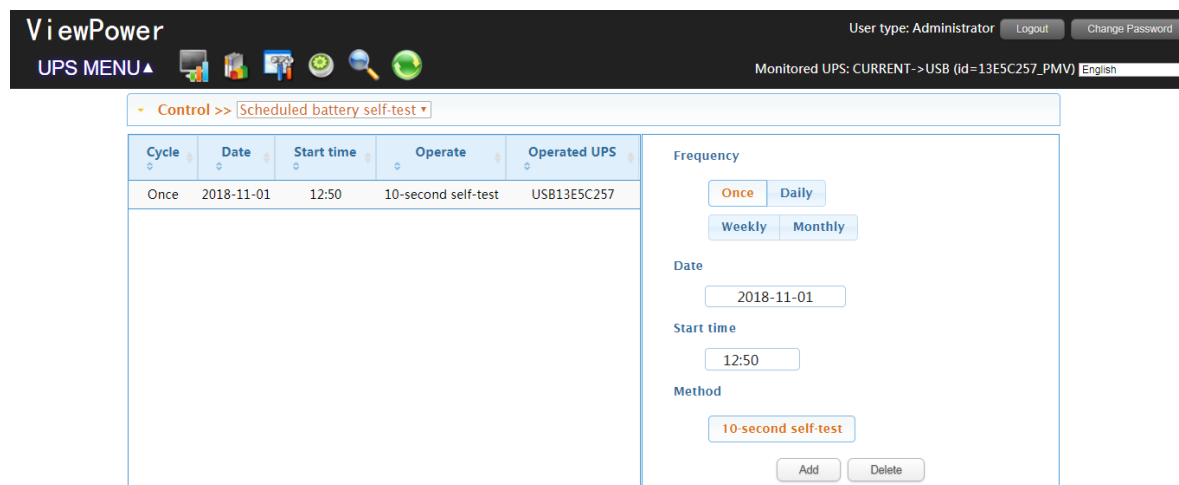 ViewPower
User type: Administrator Logout Change Password
UPS MENU▲
Monitored UPS: CURRENT->USB (id=13E5C257_PMV) English
Control >> Scheduled battery self-test
Cycle Date Start time Operate Operated UPS
Once 2018-11-01 12:50 10-second self-test USB13E5C257
Frequency
Once Daily
Weekly Monthly
Date
2018-11-01
Start time
12:50
Method
10-second self-test
Add Delete